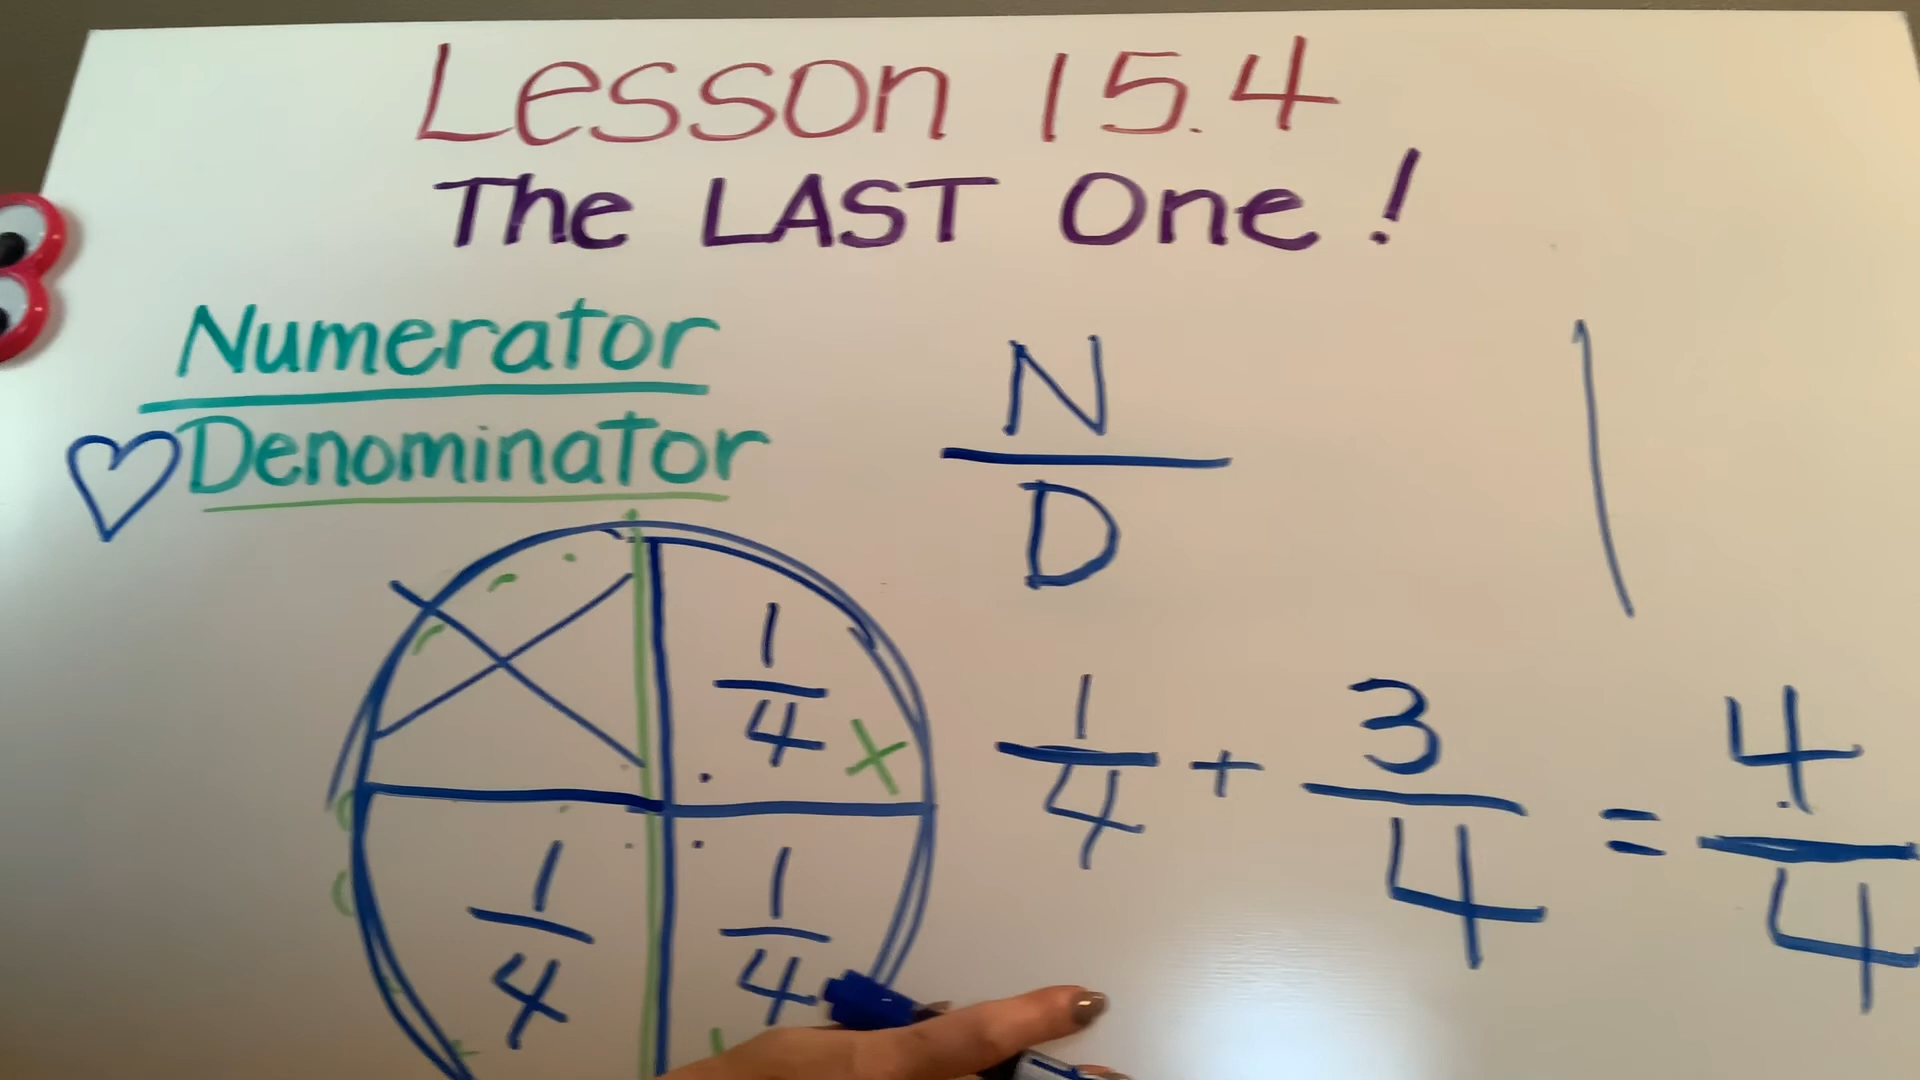 Lesson 15.4
The LAST One!
Numerator
Denominator
N
D
1/4
1/4
1/4
1/4 + 3/4 = 4/4